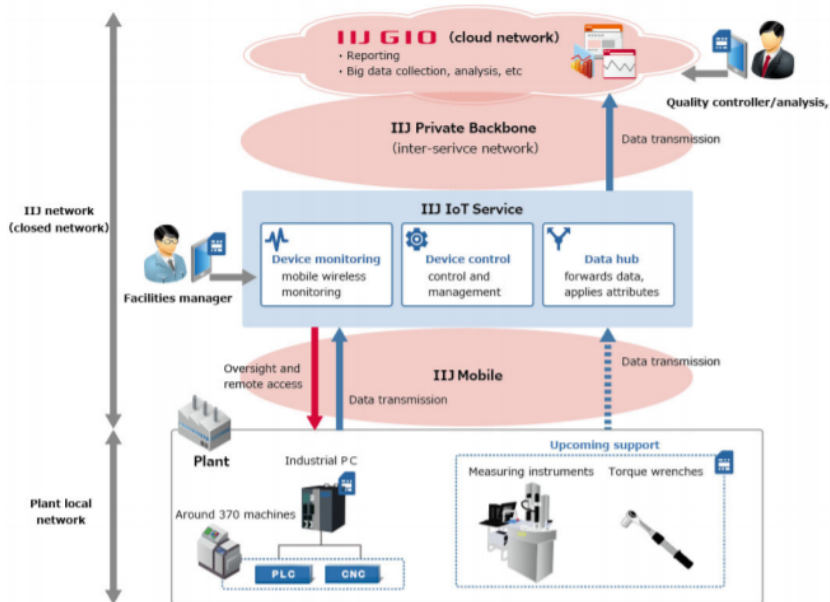 IIJ GIO (cloud network)
· Reporting
· Big data collection, analysis, etc
Quality controller/analysis,
IIJ Private Backbone
(inter-serivce network)
Data transmission
IIJ network
(closed network)
IIJ IoT Service
Device monitoring
mobile wireless
monitoring
Device control
control and
management
Data hub
forwards data,
applies attributes
Facilities manager
Oversight and
remote access
Data transmission
IIJ Mobile
Data transmission
Plant local
network
Plant
Industrial PC
Around 370 machines
PLC
CNC
Upcoming support
Measuring instruments
Torque wrenches